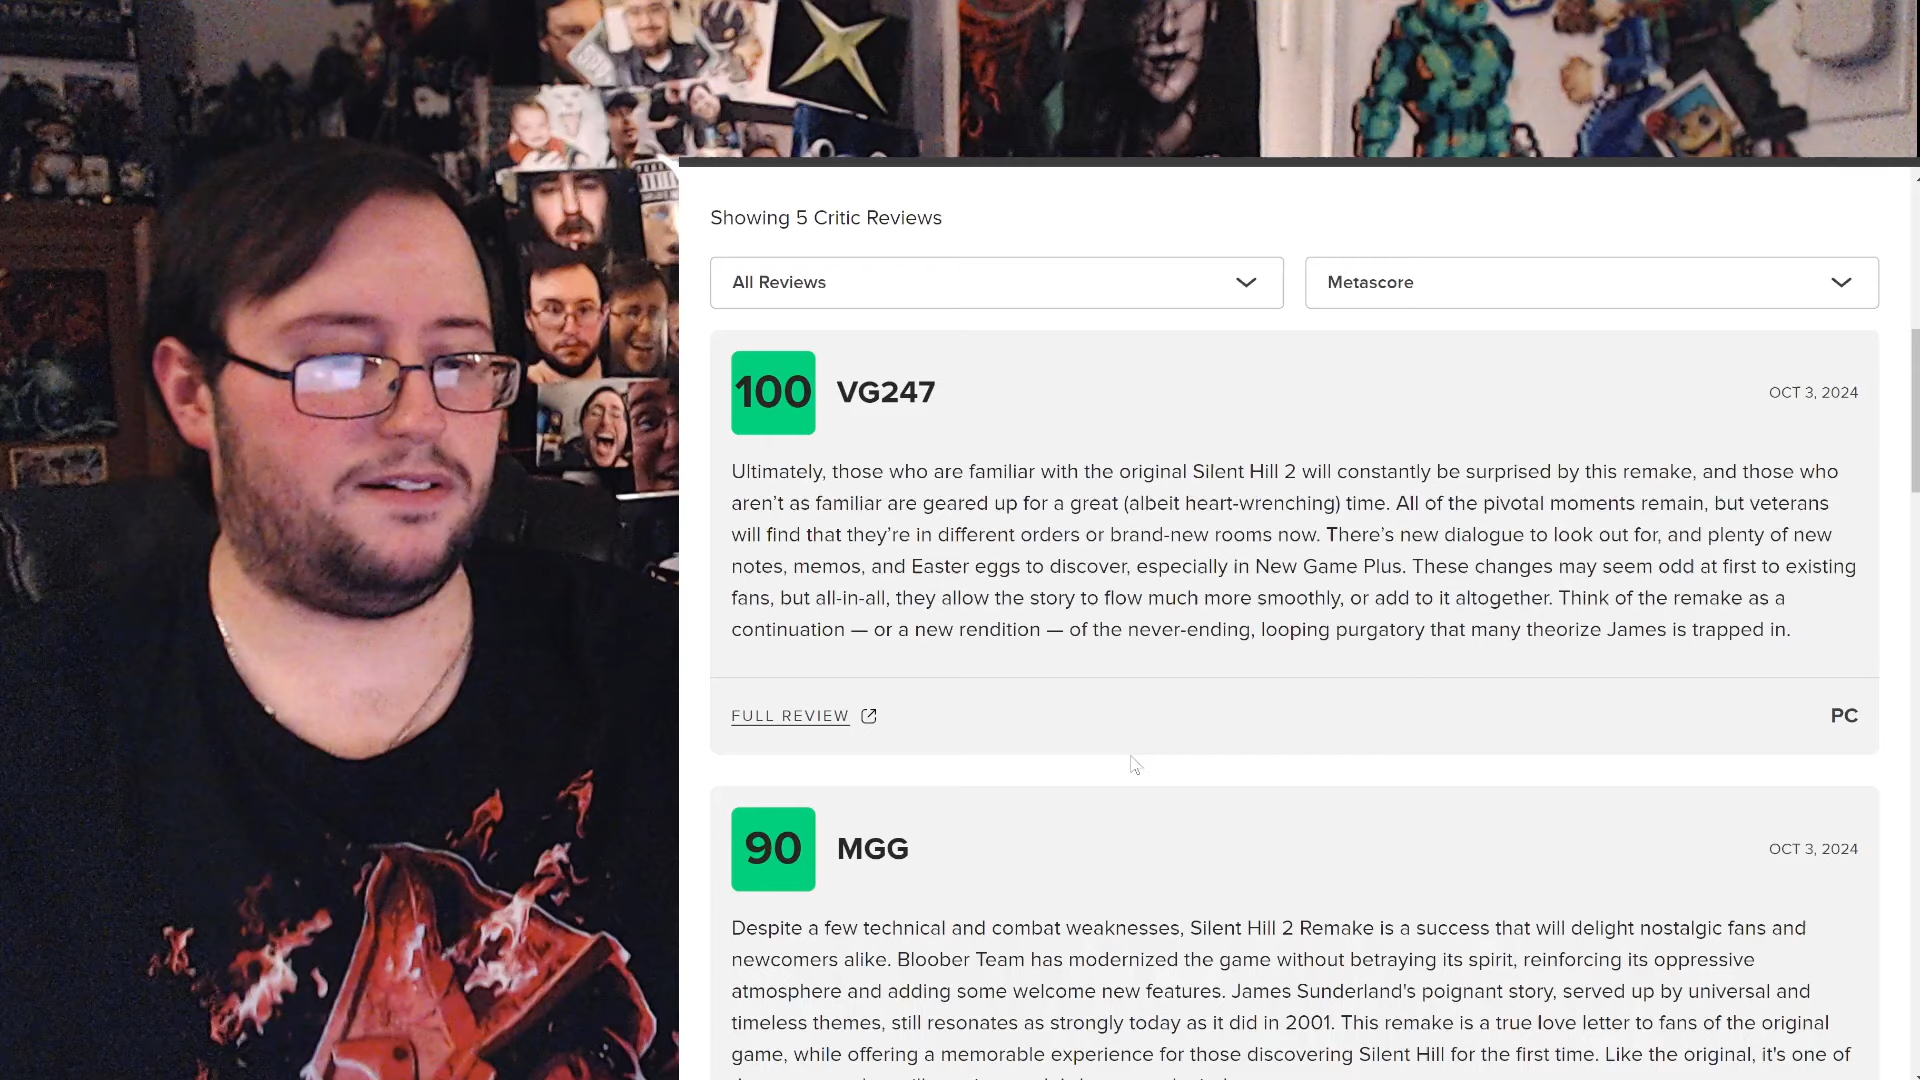 Showing 5 Critic Reviews
All Reviews
Metascore
100
VG247
OCT 3, 2024
Ultimately, those who are familiar with the original Silent Hill 2 will constantly be surprised by this remake, and those who
aren’t as familiar are geared up for a great (albeit heart-wrenching) time. All of the pivotal moments remain, but veterans
will find that they’re in different orders or brand-new rooms now. There’s new dialogue to look out for, and plenty of new
notes, memos, and Easter eggs to discover, especially in New Game Plus. These changes may seem odd at first to existing
fans, but all-in-all, they allow the story to flow much more smoothly, or add to it altogether. Think of the remake as a
continuation — or a new rendition — of the never-ending, looping purgatory that many theorize James is trapped in.
FULL REVIEW
PC
90
MGG
OCT 3, 2024
Despite a few technical and combat weaknesses, Silent Hill 2 Remake is a success that will delight nostalgic fans and
newcomers alike. Bloober Team has modernized the game without betraying its spirit, reinforcing its oppressive
atmosphere and adding some welcome new features. James Sunderland's poignant story, served up by universal and
timeless themes, still resonates as strongly today as it did in 2001. This remake is a true love letter to fans of the original
game, while offering a memorable experience for those discovering Silent Hill for the first time. Like the original, it's one of